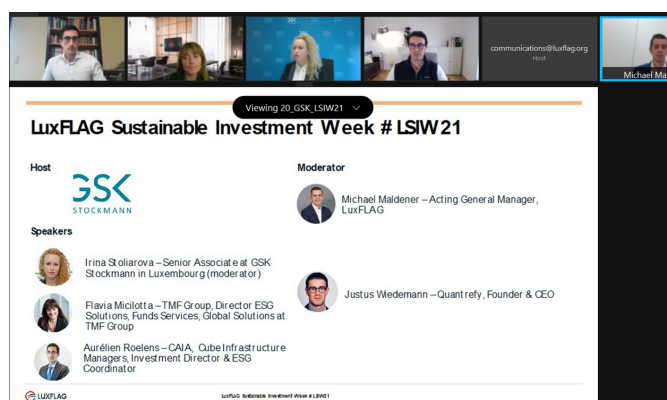 communications@luxflag.org
Host
Michael Ma
Viewing 20_GSK_LSIW21
LuxFLAG Sustainable Investment Week # LSIW21
Host
GSK
STOCKMANN
Moderator
Michael Maldener – Acting General Manager,
LuxFLAG
Speakers
Irina Stoliarova – Senior Associate at GSK
Stockmann in Luxembourg (moderator)
Flavia Micilotta – TMF Group, Director ESG
Solutions, Funds Services, Global Solutions at
TMF Group
Justus Wiedemann – Quantrefy, Founder & CEO
Aurélien Roelens – CAIA, Cube Infrastructure
Managers, Investment Director & ESG
Coordinator
LUXFLAG
LuxFLAG Sustainable Investment Week # LSIW21